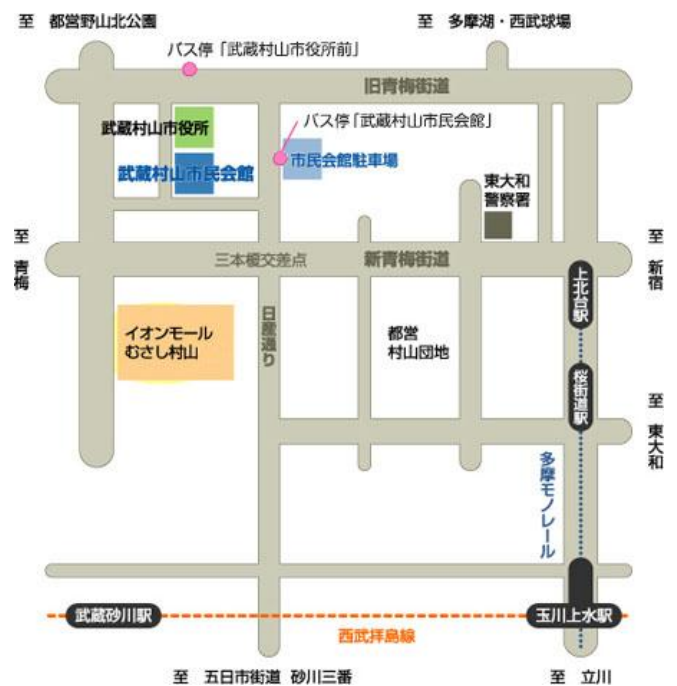 至　都営野山北公園
至　多摩湖・西武球場
バス停「武蔵村山市役所前」
旧青梅街道
武蔵村山市役所
バス停「武蔵村山市民会館」
武蔵村山市民会館
市民会館駐車場
東大和
警察署
至　青梅
三本榎交差点
新青梅街道
至　新宿
上北台駅
イオンモール
むさし村山
日産通り
都営
村山団地
桜街道駅
至　東大和
多摩モノレール
武蔵砂川駅
玉川上水駅
西武拝島線
至　五日市街道　砂川三番
至　立川